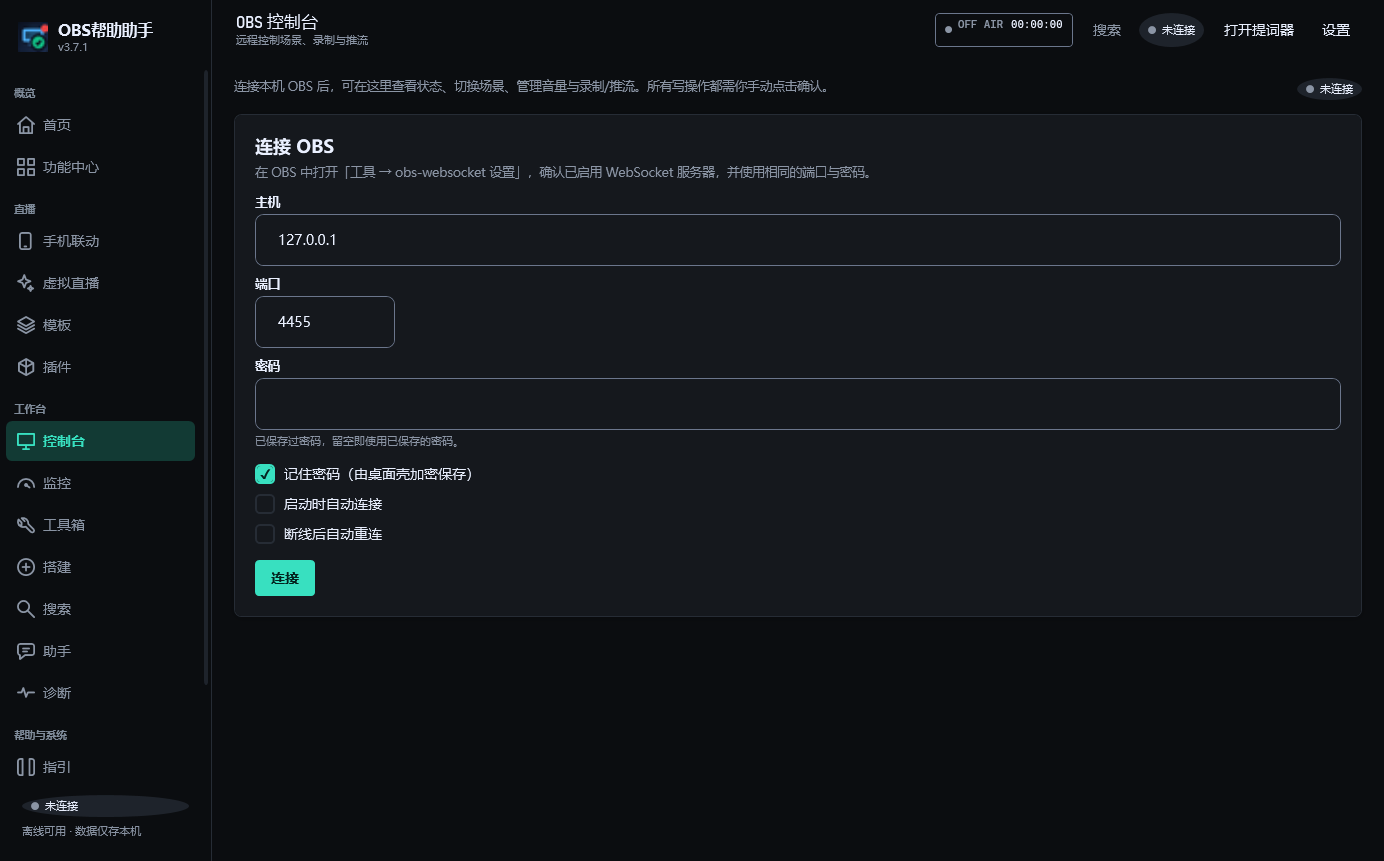 OBS帮助助手
v3.7.1
概览
首页
功能中心
直播
手机联动
虚拟直播
模板
插件
工作台
控制台
监控
工具箱
搭建
搜索
助手
诊断
帮助与系统
指引
未连接
离线可用 · 数据仅存本机
OBS 控制台
远程控制场景、录制与推流
OFF AIR 00:00:00
搜索
未连接
打开提词器
设置
连接本机 OBS 后，可在这里查看状态、切换场景、管理音量与录制/推流。所有写操作都需你手动点击确认。
未连接
连接 OBS
在 OBS 中打开「工具 → obs-websocket 设置」，确认已启用 WebSocket 服务器，并使用相同的端口与密码。
主机
127.0.0.1
端口
4455
密码
已保存过密码，留空即使用已保存的密码。
记住密码（由桌面壳加密保存）
启动时自动连接
断线后自动重连
连接